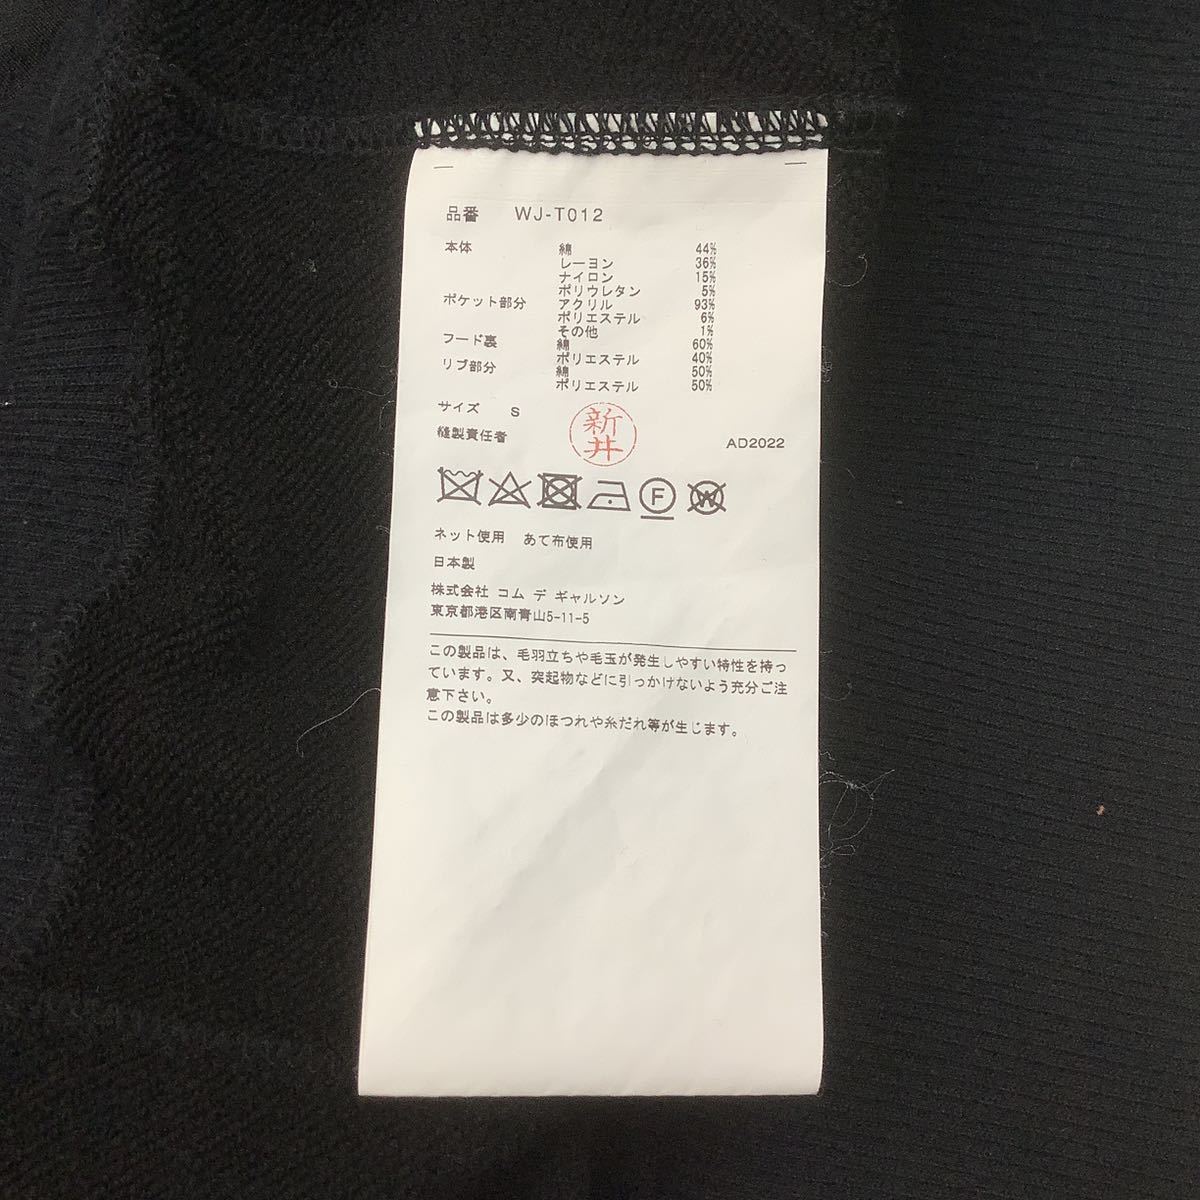 品番 WJ-T012
本体 綿 44%
レーヨン 36%
ナイロン 15%
ポリウレタン 5%
ポケット部分 アクリル 93%
ポリエステル 6%
その他 1%
フード裏 綿 60%
ポリエステル 40%
リブ部分 綿 50%
ポリエステル 50%
サイズ S
縫製責任者 新井 AD2022
F W
ネット使用 あて布使用
日本製
株式会社 コム デ ギャルソン
東京都港区南青山5-11-5
この製品は、毛羽立ちや毛玉が発生しやすい特性を持っ
ています。又、突起物などに引っかけないよう充分ご注
意下さい。
この製品は多少のほつれや糸だれ等が生じます。